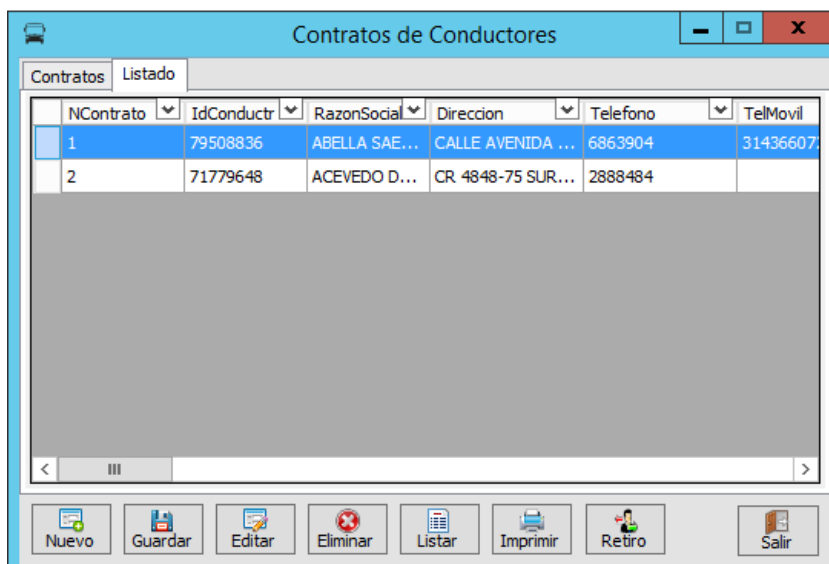 Contratos de Conductores
Contratos Listado
NContrato IdConductr RazonSocial Direccion Telefono TelMovil
1 79508836 ABELLA SAE... CALLE AVENIDA ... 6863904 31436607
2 71779648 ACEVEDO D... CR 4848-75 SUR... 2888484
Nuevo Guardar Editar Eliminar Listar Imprimir Retiro Salir